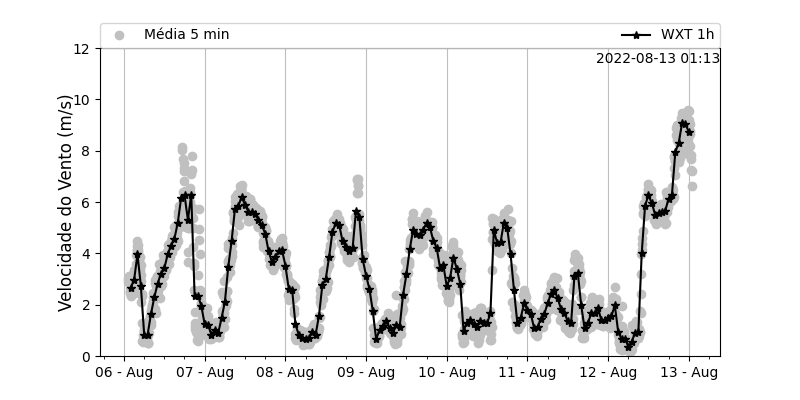 Média 5 min
WXT 1h
2022-08-13 01:13
Velocidade do Vento (m/s)
12
10
8
6
4
2
0
06 - Aug
07 - Aug
08 - Aug
09 - Aug
10 - Aug
11 - Aug
12 - Aug
13 - Aug